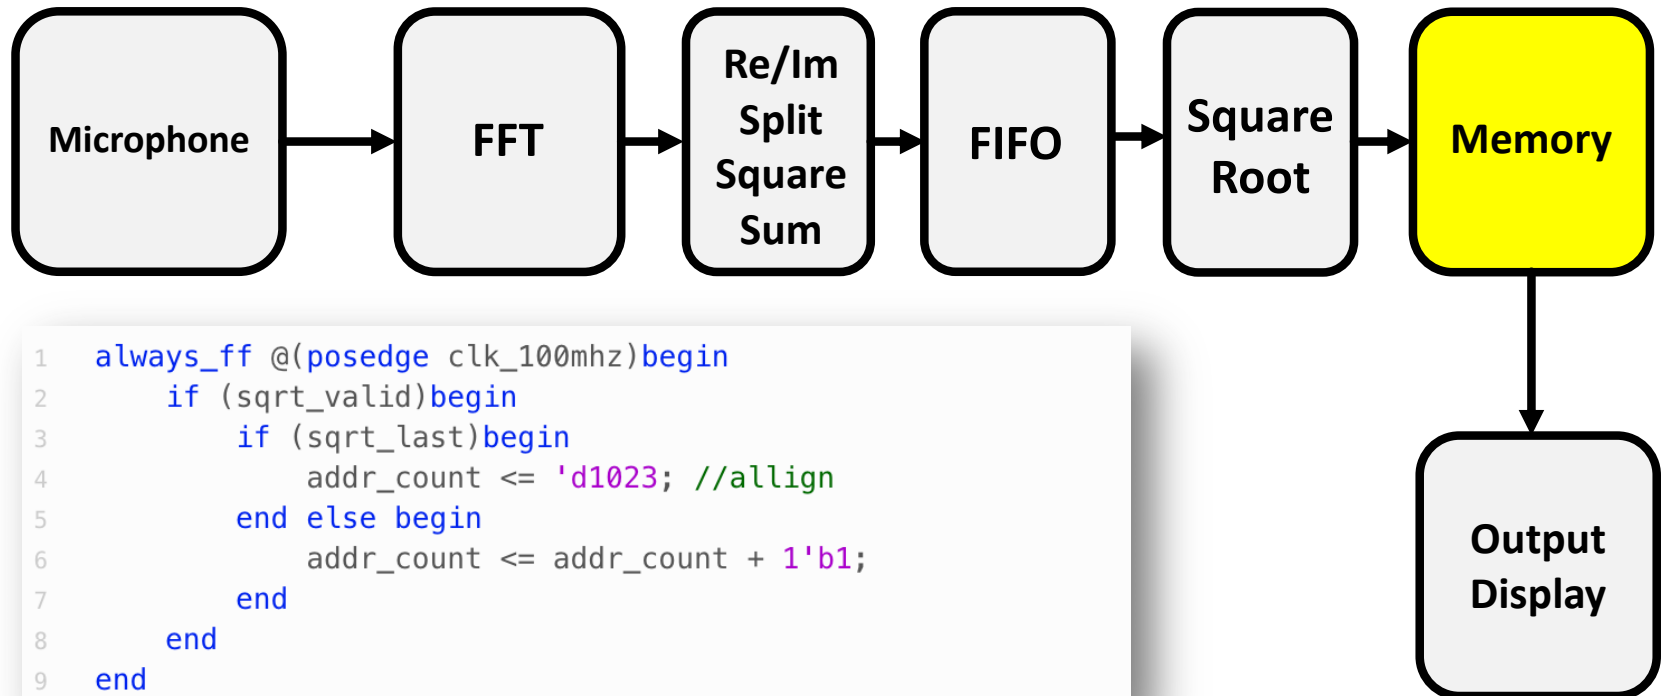 Microphone
FFT
Re/Im
Split
Square
Sum
FIFO
Square
Root
Memory
Output
Display
1 always_ff @(posedge clk_100mhz)begin
2     if (sqrt_valid)begin
3         if (sqrt_last)begin
4             addr_count <= 'd1023; //allign
5         end else begin
6             addr_count <= addr_count + 1'b1;
7         end
8     end
9 end